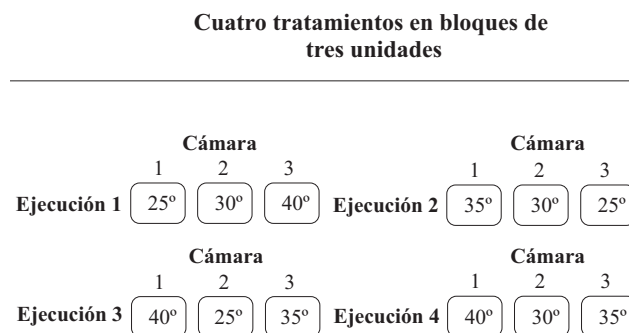 Cuatro tratamientos en bloques de
tres unidades
Cámara
1 2 3
Ejecución 1 25º 30º 40º
Cámara
1 2 3
Ejecución 2 35º 30º 25º
Cámara
1 2 3
Ejecución 3 40º 25º 35º
Cámara
1 2 3
Ejecución 4 40º 30º 35º